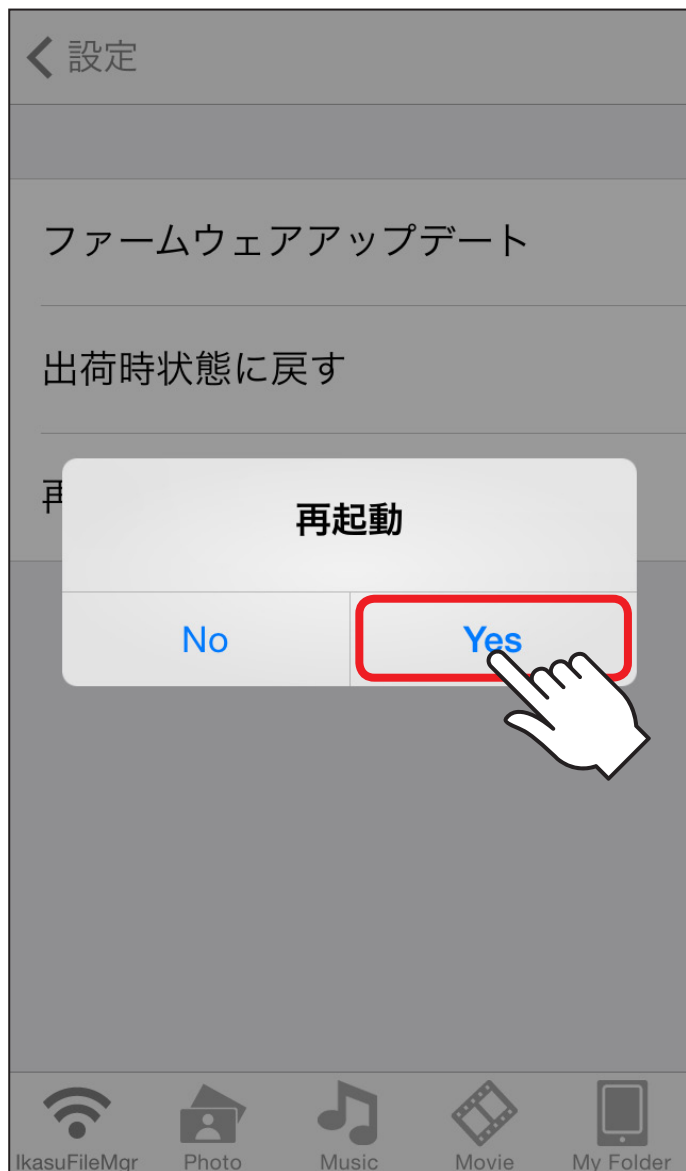 設定
ファームウェアアップデート
出荷時状態に戻す
再
再起動
No
Yes
IkasuFileMgr
Photo
Music
Movie
My Folder